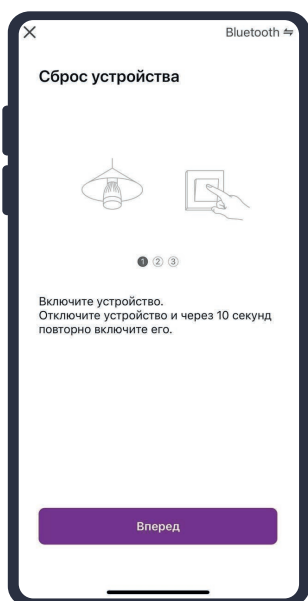 Bluetooth
Сброс устройства
1 2 3
Включите устройство.
Отключите устройство и через 10 секунд
повторно включите его.
Вперед